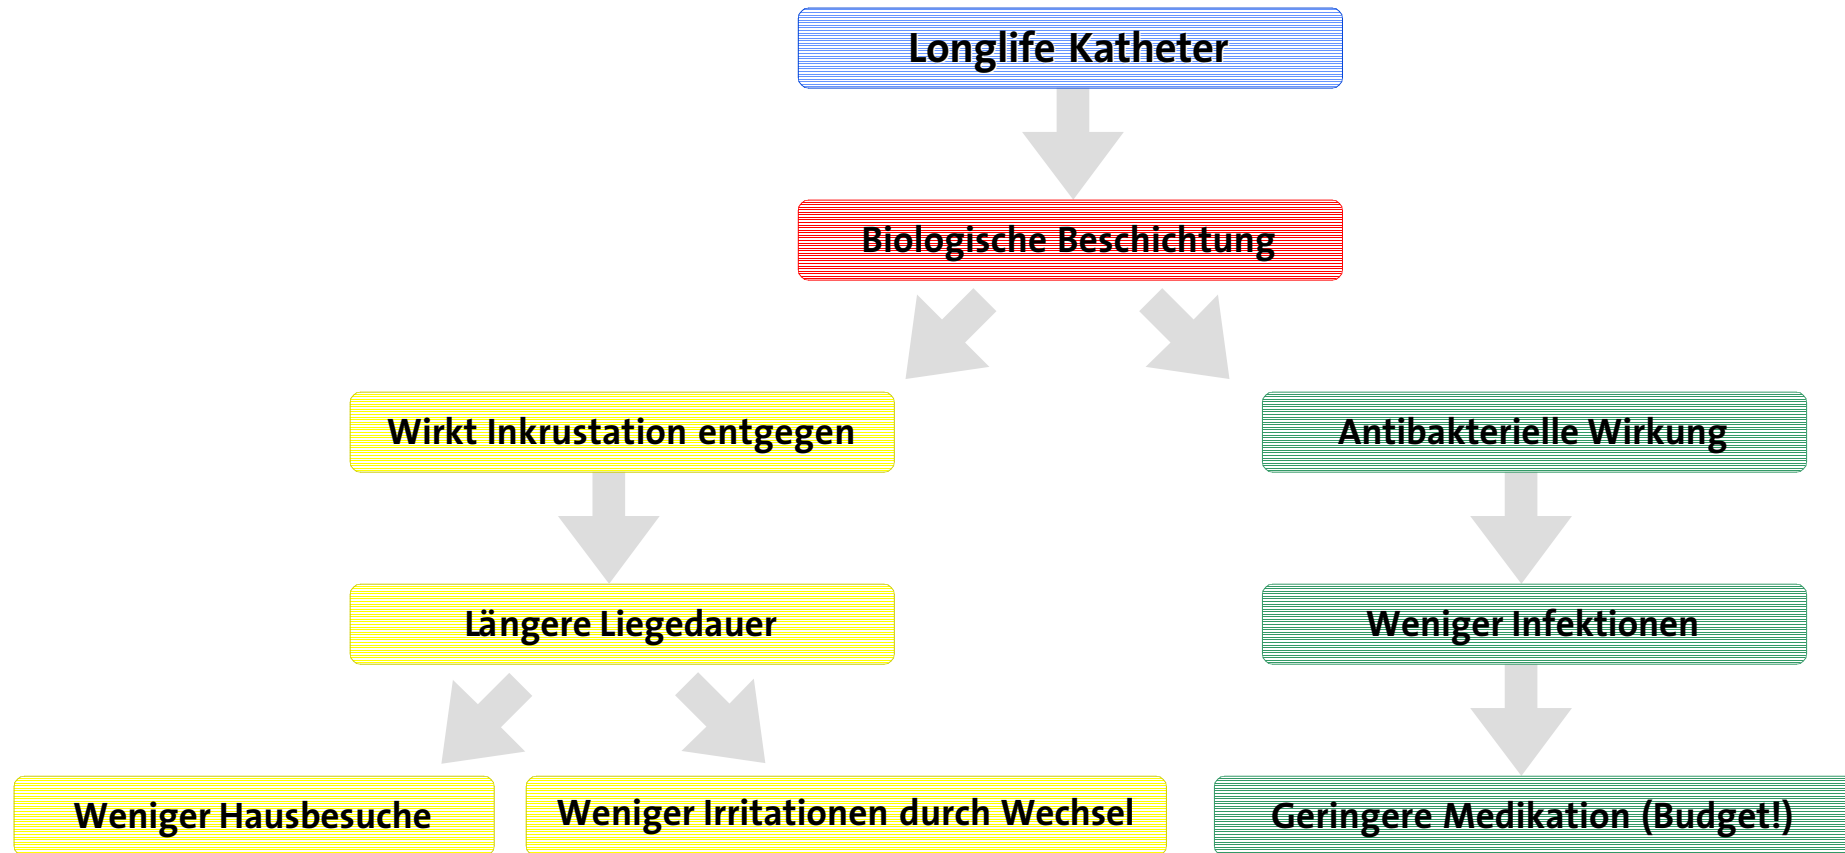 Longlife Katheter
Biologische Beschichtung
Wirkt Inkrustation entgegen
Antibakterielle Wirkung
Längere Liegedauer
Weniger Infektionen
Weniger Hausbesuche
Weniger Irritationen durch Wechsel
Geringere Medikation (Budget!)